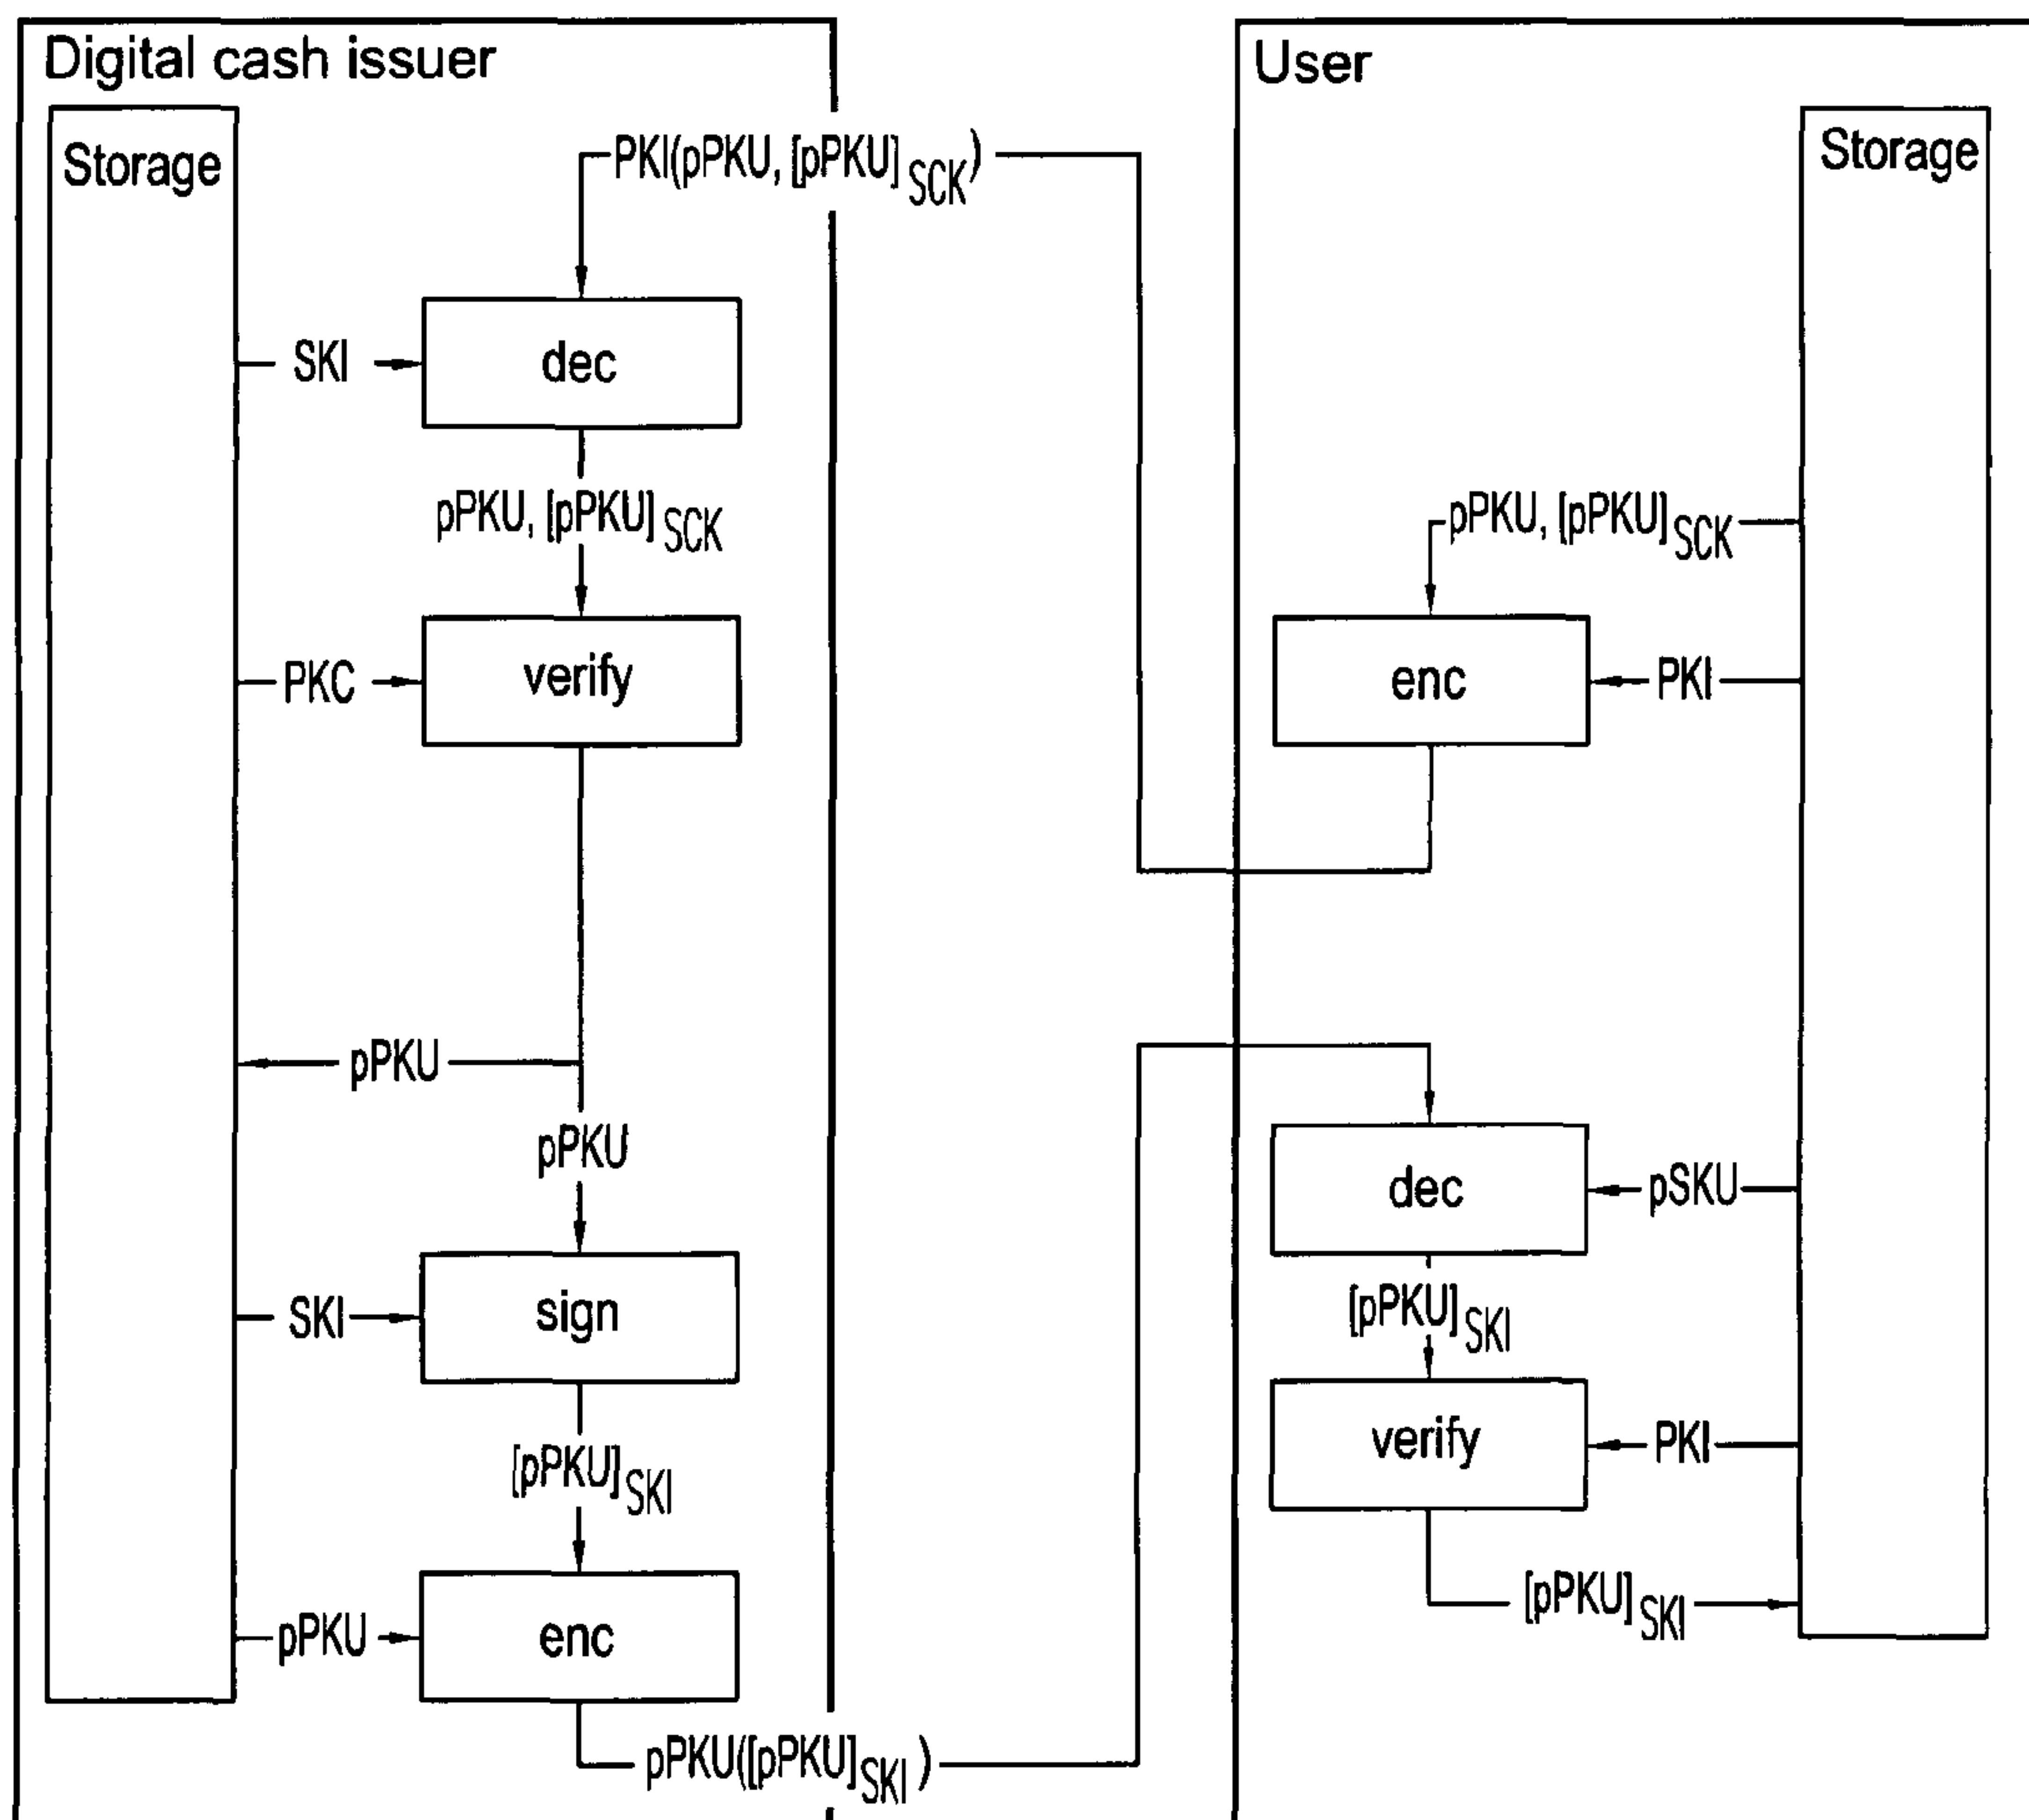 Digital cash issuer
Storage
PKI(pPKU, [pPKU]SCK)
SKI
dec
pPKU, [pPKU]SCK
PKC
verify
pPKU
pPKU
SKI
sign
[pPKU]SKI
pPKU
enc
pPKU([pPKU]SKI)
User
Storage
pPKU, [pPKU]SCK
enc
PKI
dec
pSKU
[pPKU]SKI
verify
PKI
[pPKU]SKI